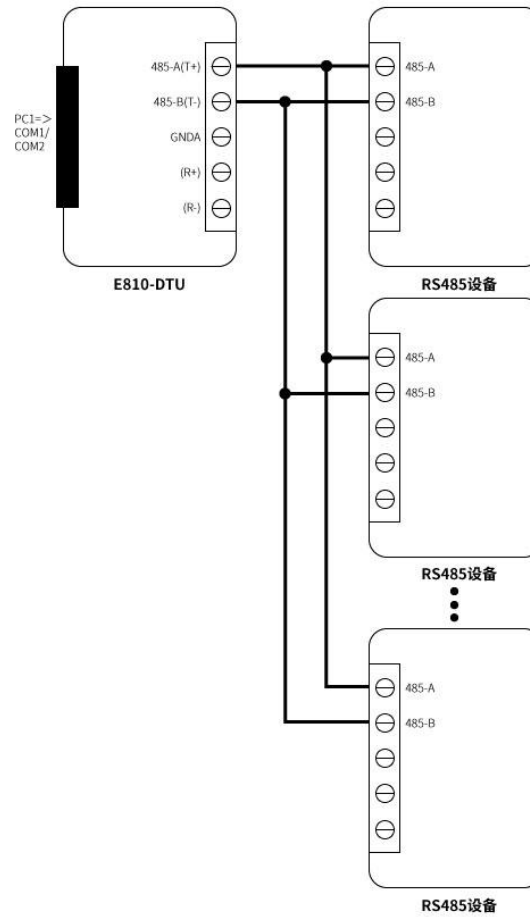 PC1=>
COM1/
COM2
485-A(T+)
485-B(T-)
GNDA
(R+)
(R-)
E810-DTU
485-A
485-B
RS485设备
485-A
485-B
RS485设备
485-A
485-B
RS485设备